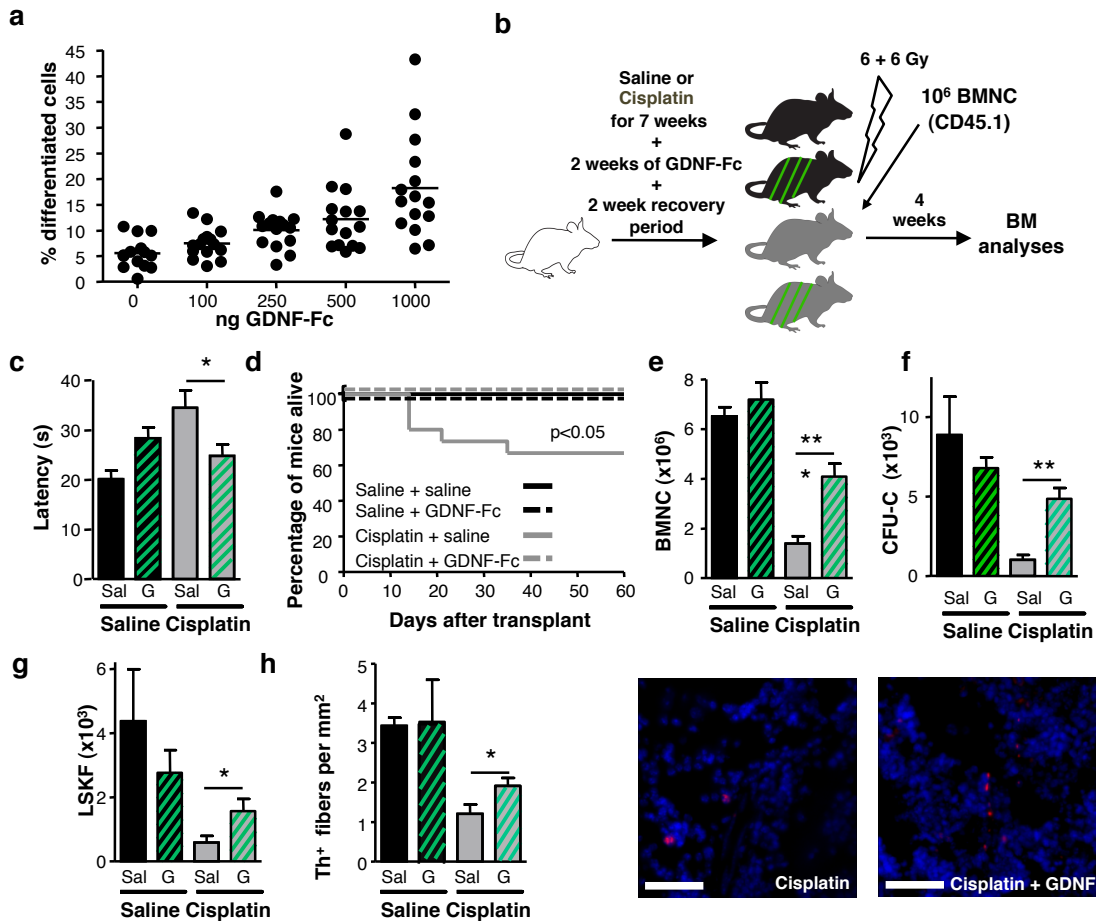 a
% differentiated cells
45
40
35
30
25
20
15
10
5
0
0 100 250 500 1000
ng GDNF-Fc
b
Saline or
Cisplatin
for 7 weeks
+
2 weeks of GDNF-Fc
+
2 week recovery
period
6 + 6 Gy
10⁶ BMNC
(CD45.1)
4
weeks
BM
analyses
c
Latency (s)
40
30
20
10
0
*
Sal G Sal G
Saline Cisplatin
d
Percentage of mice alive
100
80
60
40
20
0
p<0.05
Saline + saline
Saline + GDNF-Fc
Cisplatin + saline
Cisplatin + GDNF-Fc
0 10 20 30 40 50 60
Days after transplant
e
BMNC (x10⁶)
8
6
4
2
0
**
*
Sal G Sal G
Saline Cisplatin
f
CFU-C (x10³)
10
5
0
**
Sal G Sal G
Saline Cisplatin
g
LSKF (x10³)
6
4
2
0
*
Sal G Sal G
Saline Cisplatin
h
Th⁺ fibers per mm²
5
4
3
2
1
0
*
Sal G Sal G
Saline Cisplatin
Cisplatin
Cisplatin + GDNF